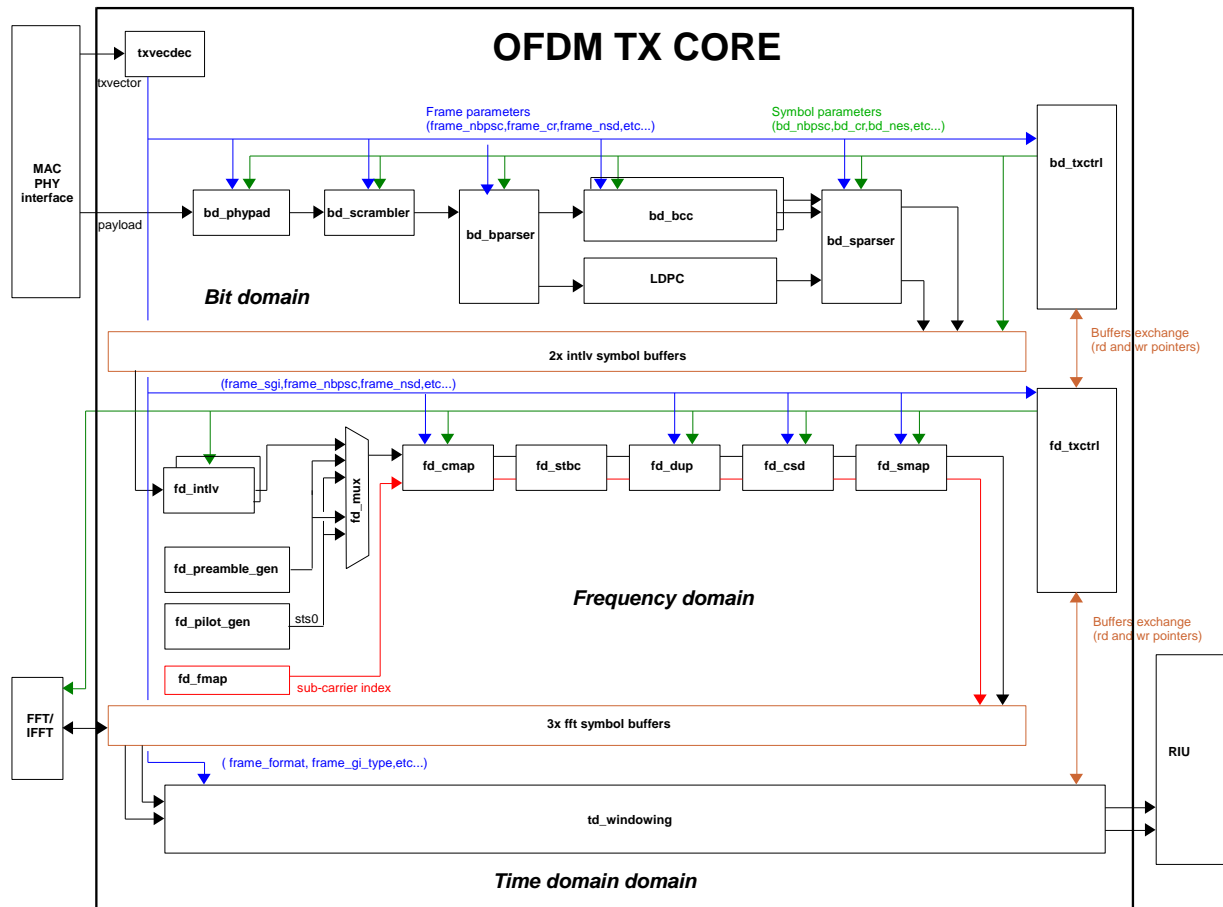 OFDM TX CORE
txvecdec
txvector
Frame parameters
(frame_nbpsc,frame_cr,frame_nsd,etc...)
Symbol parameters
(bd_nbpsc,bd_cr,bd_nes,etc...)
MAC
PHY
interface
payload
bd_phypad
bd_scrambler
bd_bparser
bd_bcc
LDPC
bd_sparser
bd_txctrl
Bit domain
Buffers exchange
(rd and wr pointers)
2x intlv symbol buffers
(frame_sgi,frame_nbpsc,frame_nsd,etc...)
fd_intlv
fd_mux
fd_cmap
fd_stbc
fd_dup
fd_csd
fd_smap
fd_txctrl
fd_preamble_gen
fd_pilot_gen
sts0
Frequency domain
fd_fmap
sub-carrier index
Buffers exchange
(rd and wr pointers)
FFT/
IFFT
3x fft symbol buffers
RIU
( frame_format, frame_gi_type,etc...)
td_windowing
Time domain domain